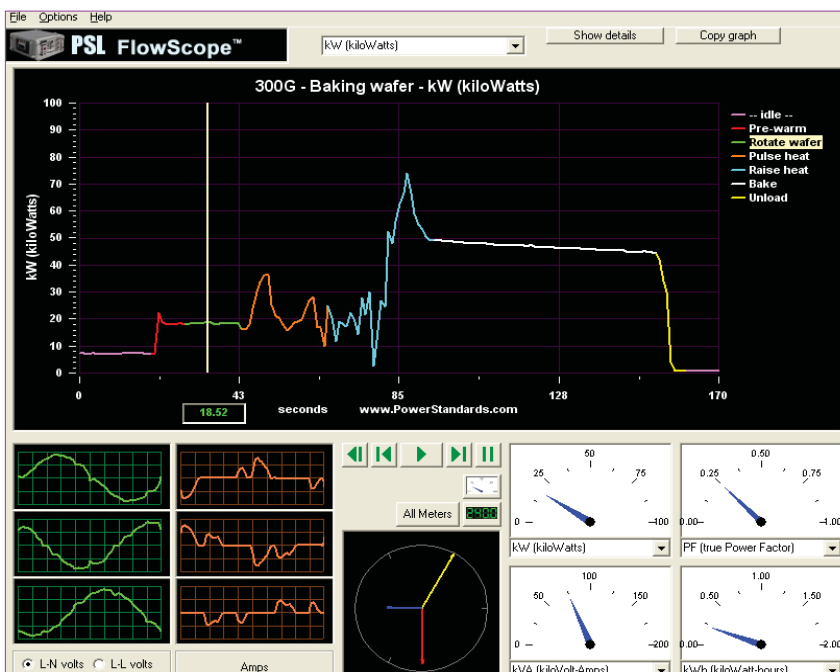 File Options Help
PSL FlowScope™
kW (kiloWatts)
Show details
Copy graph
300G - Baking wafer - kW (kiloWatts)
100
90
80
70
60
50
40
30
20
10
0
kW (kiloWatts)
-- idle --
Pre-warm
Rotate wafer
Pulse heat
Raise heat
Bake
Unload
0 43 85 128 170
18.52
seconds www.PowerStandards.com
All Meters
240.0
0 25 50 75 100
kW (kiloWatts)
0.00 0.25 0.50 0.75 1.00
PF (true Power Factor)
0 50 100 150 200
kVA (kiloVolt-Amps)
0.00 0.50 1.00 1.50 2.00
kWh (kiloWatt-hours)
L-N volts L-L volts
Amps